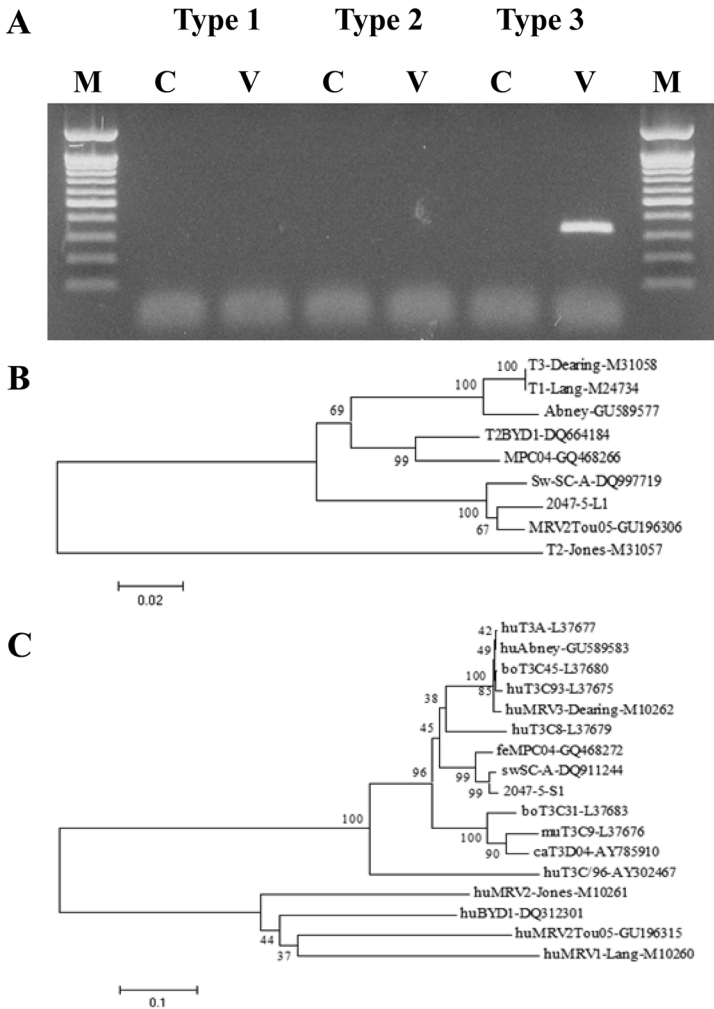 A
Type 1 Type 2 Type 3
M C V C V C V M
B
100 T3-Dearing-M31058
100 T1-Lang-M24734
Abney-GU589577
69 T2BYD1-DQ664184
99 MPC04-GQ468266
Sw-SC-A-DQ997719
100 2047-5-L1
67 MRV2Tou05-GU196306
T2-Jones-M31057
0.02
C
42 huT3A-L37677
49 huAbney-GU589583
100 boT3C45-L37680
85 huT3C93-L37675
huMRV3-Dearing-M10262
38 huT3C8-L37679
45 feMPC04-GQ468272
96 99 swSC-A-DQ911244
99 2047-5-S1
boT3C31-L37683
100 100 muT3C9-L37676
90 caT3D04-AY785910
huT3C/96-AY302467
huMRV2-Jones-M10261
huBYD1-DQ312301
44 huMRV2Tou05-GU196315
37 huMRV1-Lang-M10260
0.1